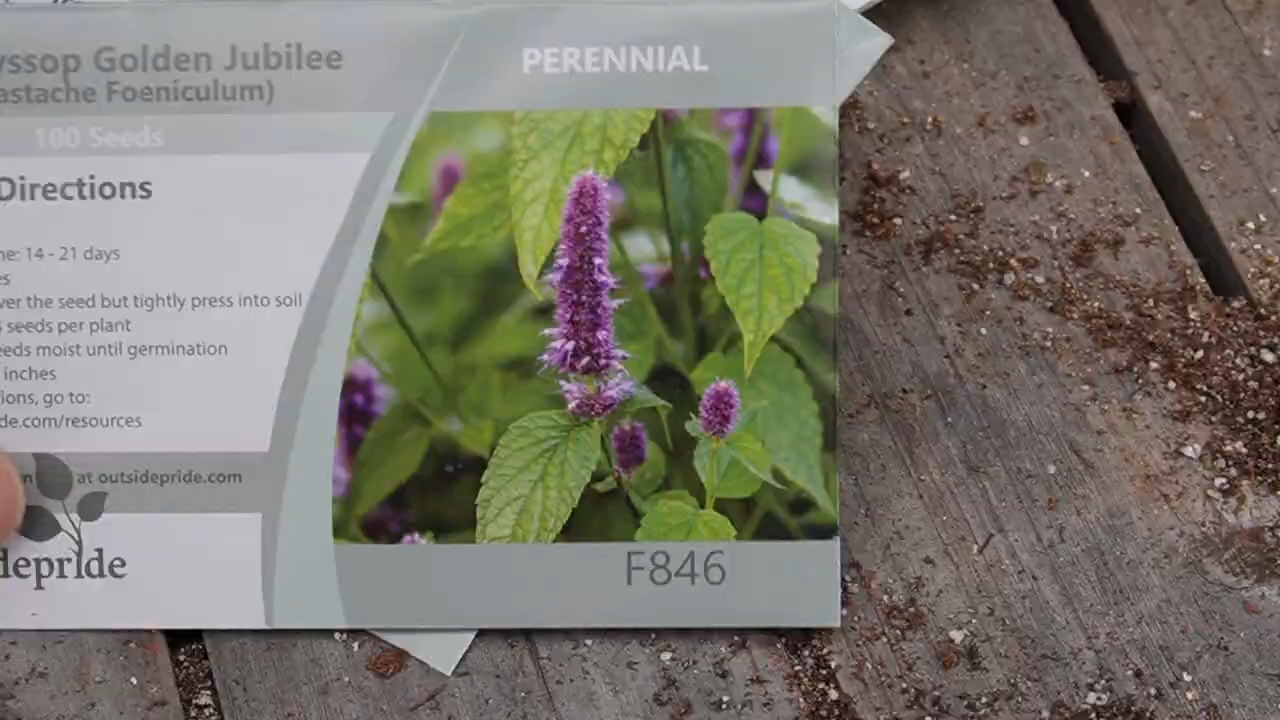 yssop Golden Jubilee
astache Foeniculum)
100 Seeds
Directions
ne: 14 - 21 days
es
ver the seed but tightly press into soil
seeds per plant
eeds moist until germination
inches
ions, go to:
de.com/resources
at outsidepride.com
depride
PERENNIAL
F846